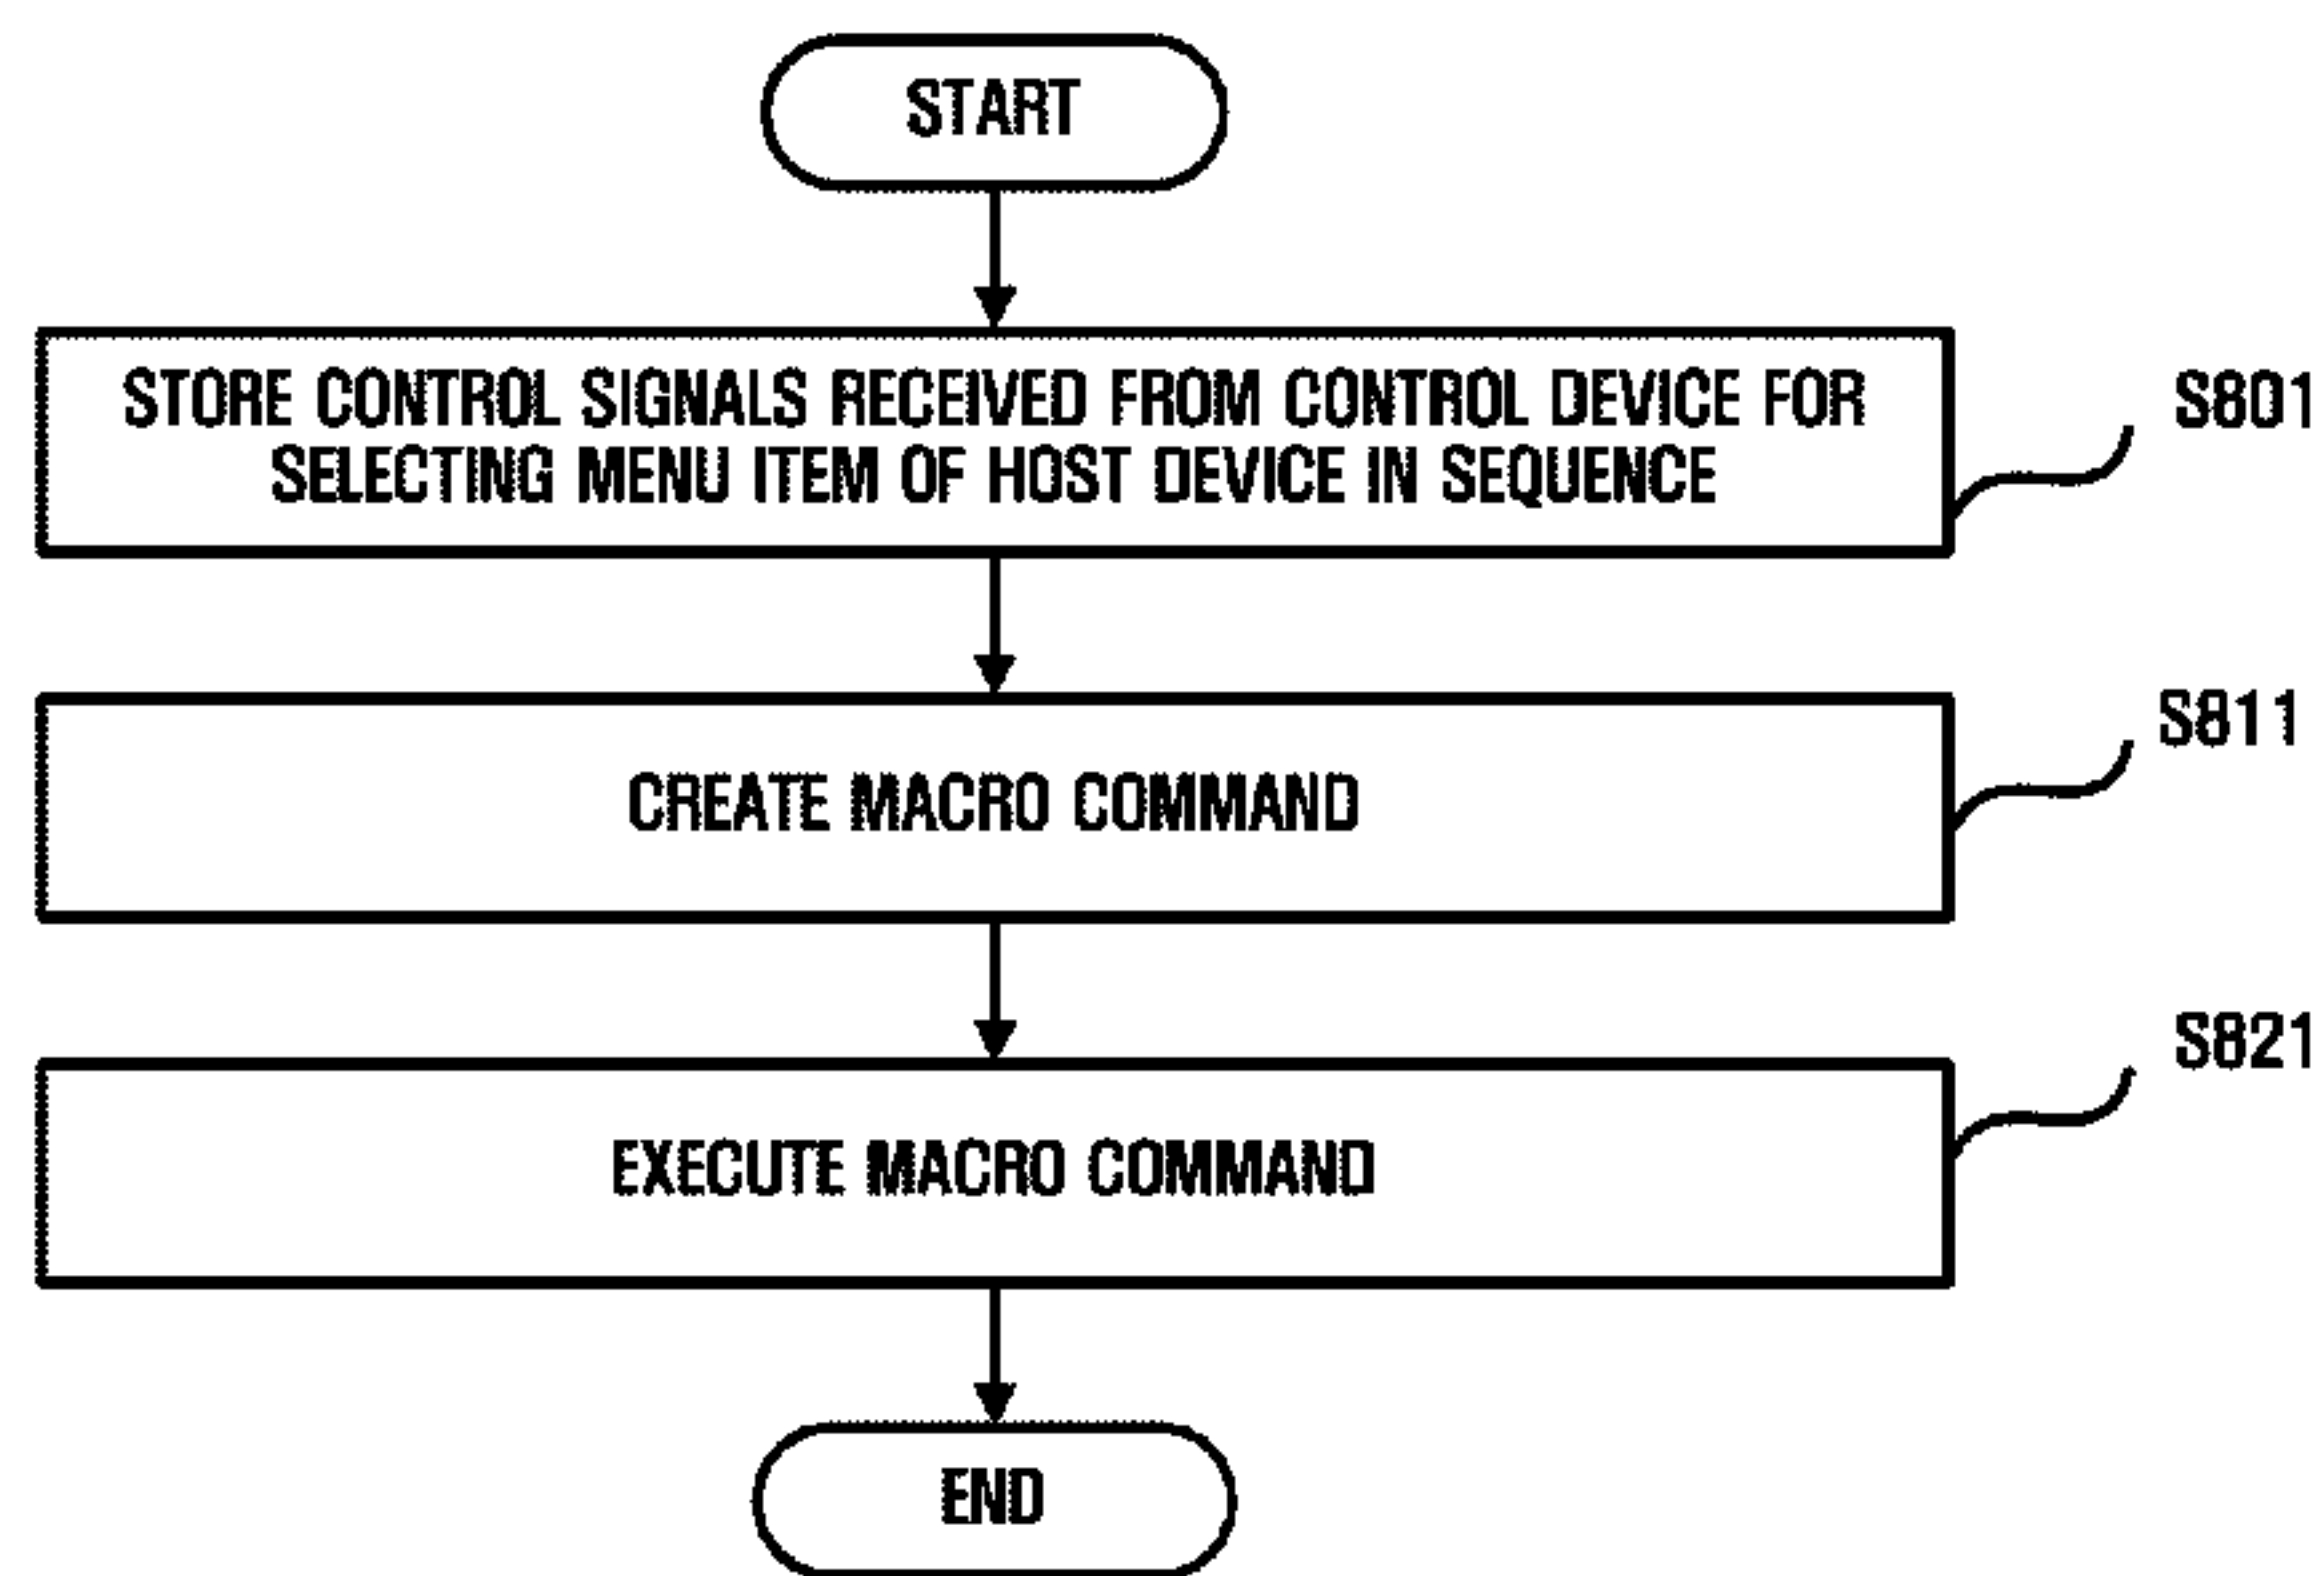 START
STORE CONTROL SIGNALS RECEIVED FROM CONTROL DEVICE FOR
SELECTING MENU ITEM OF HOST DEVICE IN SEQUENCE
S801
CREATE MACRO COMMAND
S811
EXECUTE MACRO COMMAND
S821
END